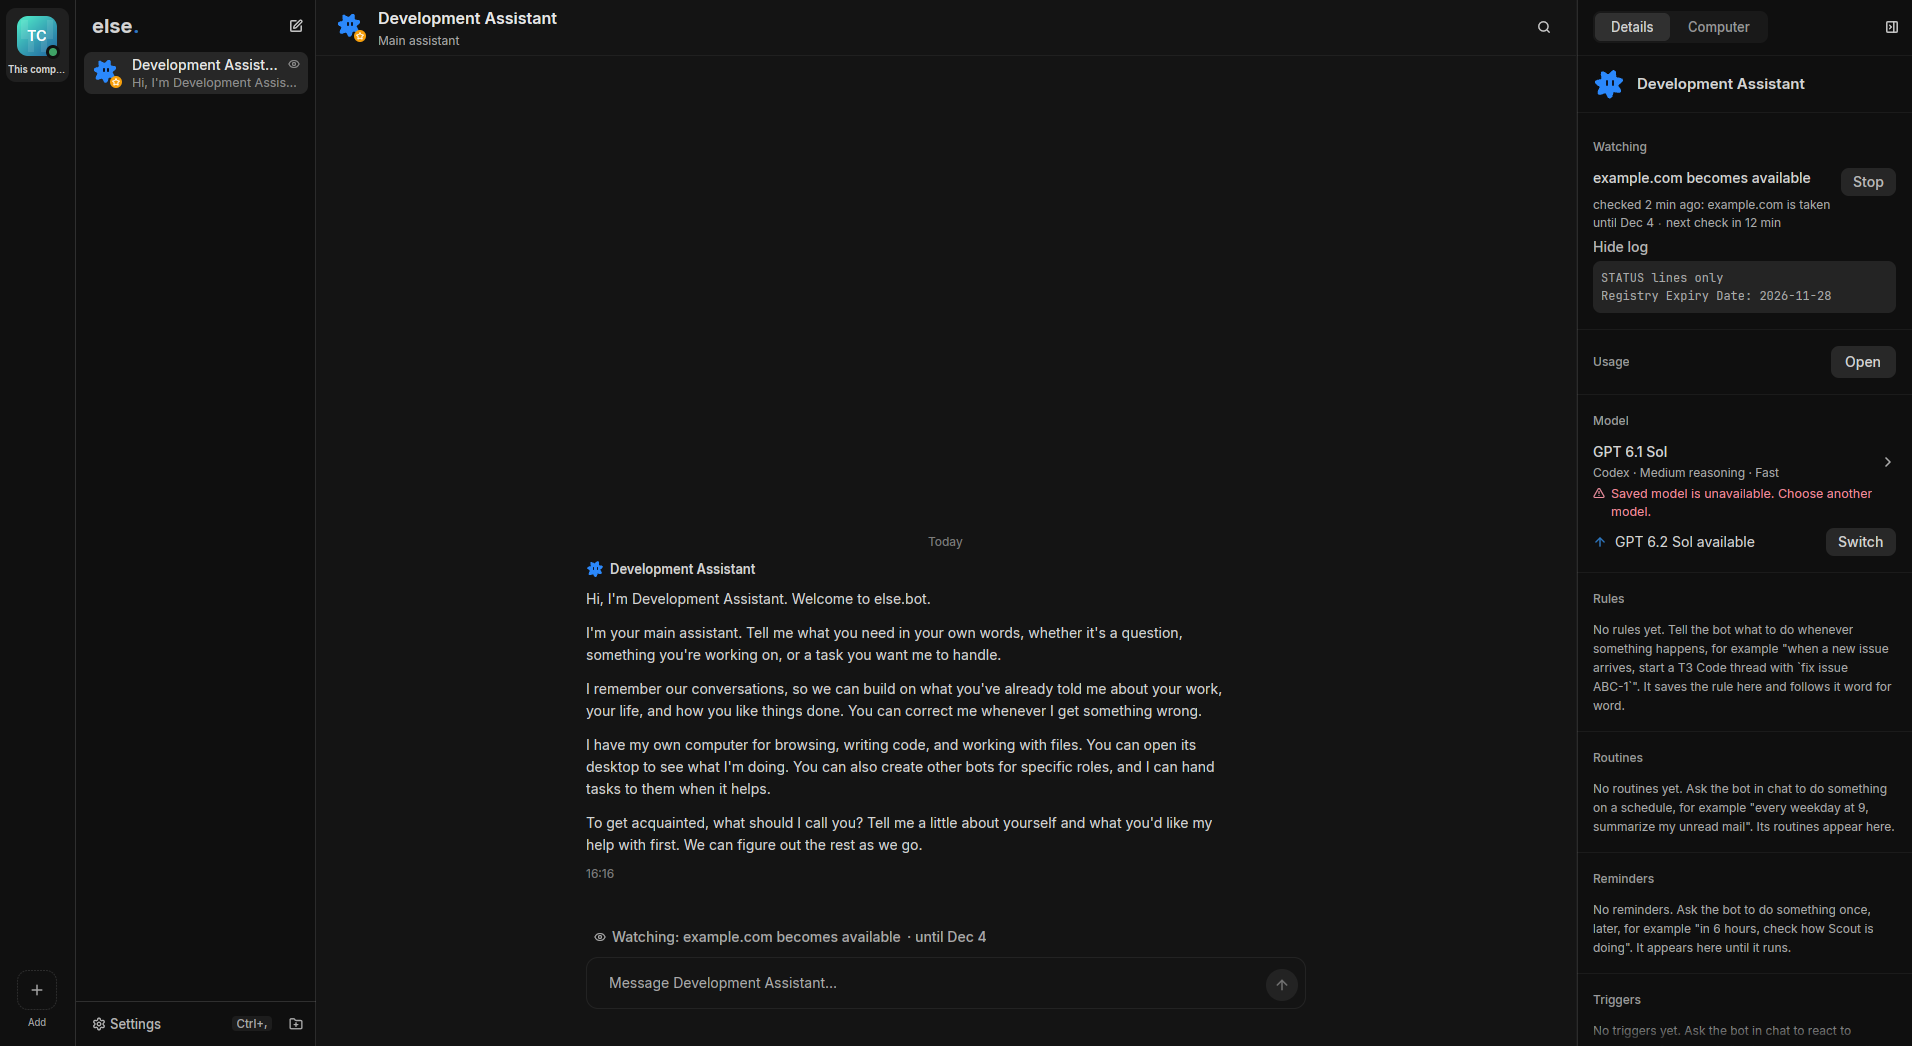 TC
This comp...
Add
else.
Development Assist...
Hi, I'm Development Assis...
Settings
Ctrl+,
Development Assistant
Main assistant
Today
Development Assistant
Hi, I'm Development Assistant. Welcome to else.bot.
I'm your main assistant. Tell me what you need in your own words, whether it's a question,
something you're working on, or a task you want me to handle.
I remember our conversations, so we can build on what you've already told me about your work,
your life, and how you like things done. You can correct me whenever I get something wrong.
I have my own computer for browsing, writing code, and working with files. You can open its
desktop to see what I'm doing. You can also create other bots for specific roles, and I can hand
tasks to them when it helps.
To get acquainted, what should I call you? Tell me a little about yourself and what you'd like my
help with first. We can figure out the rest as we go.
16:16
Watching: example.com becomes available · until Dec 4
Message Development Assistant...
Details
Computer
Development Assistant
Watching
example.com becomes available
Stop
checked 2 min ago: example.com is taken
until Dec 4 · next check in 12 min
Hide log
STATUS lines only
Registry Expiry Date: 2026-11-28
Usage
Open
Model
GPT 6.1 Sol
Codex · Medium reasoning · Fast
Saved model is unavailable. Choose another
model.
GPT 6.2 Sol available
Switch
Rules
No rules yet. Tell the bot what to do whenever
something happens, for example "when a new issue
arrives, start a T3 Code thread with `fix issue
ABC-1`". It saves the rule here and follows it word for
word.
Routines
No routines yet. Ask the bot in chat to do something
on a schedule, for example "every weekday at 9,
summarize my unread mail". Its routines appear here.
Reminders
No reminders. Ask the bot to do something once,
later, for example "in 6 hours, check how Scout is
doing". It appears here until it runs.
Triggers
No triggers yet. Ask the bot in chat to react to